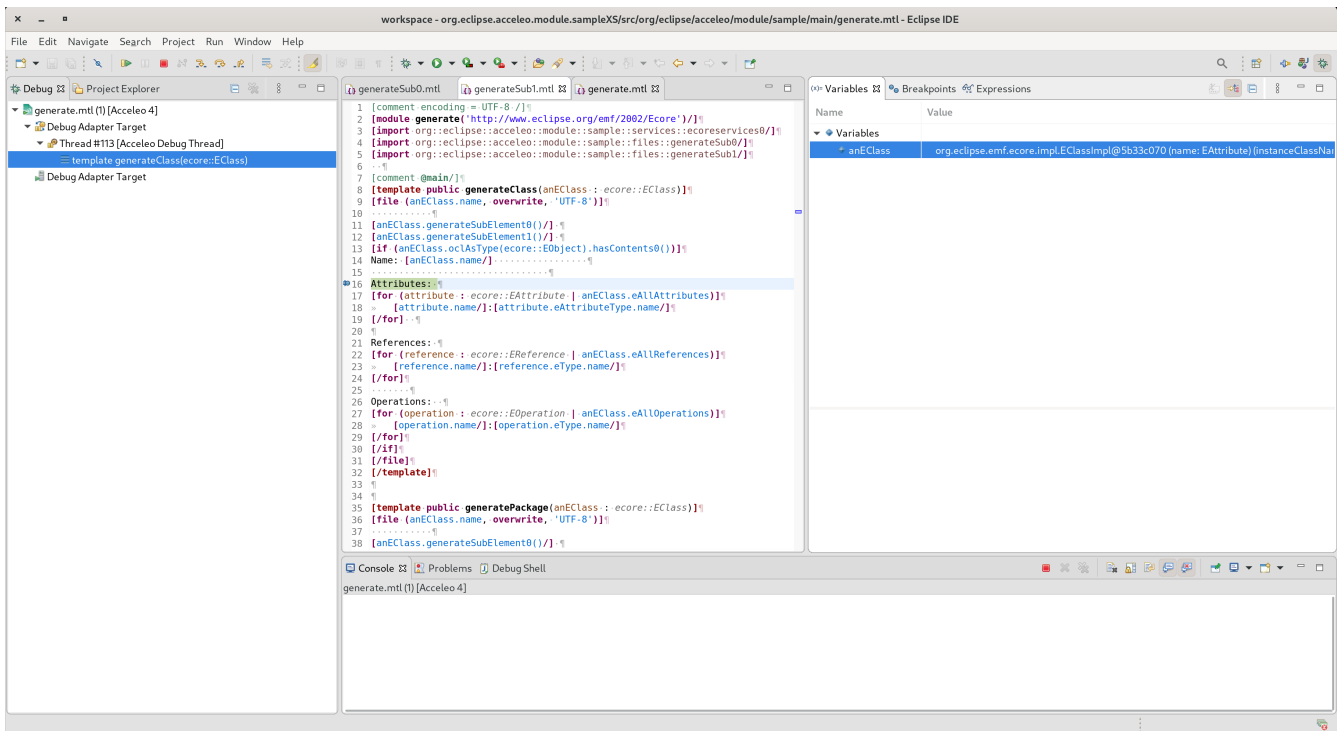 workspace - org.eclipse.acceleo.module.sampleXS/src/org/eclipse/acceleo/module/sample/main/generate.mtl - Eclipse IDE
File Edit Navigate Search Project Run Window Help
Debug Project Explorer
generate.mtl (1) [Acceleo 4]
Debug Adapter Target
Thread #113 [Acceleo Debug Thread]
template generateClass(ecore::EClass)
Debug Adapter Target
generateSub0.mtl generateSub1.mtl generate.mtl
1 [comment encoding = UTF-8 /]¶
2 [module generate('http://www.eclipse.org/emf/2002/Ecore')/]¶
3 [import org::eclipse::acceleo::module::sample::services::ecoreservices0/]¶
4 [import org::eclipse::acceleo::module::sample::files::generateSub0/]¶
5 [import org::eclipse::acceleo::module::sample::files::generateSub1/]¶
6 ··¶
7 [comment @main/]¶
8 [template public generateClass(anEClass : ecore::EClass)]¶
9 [file (anEClass.name, overwrite, 'UTF-8')]¶
10 ···········¶
11 [anEClass.generateSubElement0()/]·¶
12 [anEClass.generateSubElement1()/]·¶
13 [if (anEClass.oclAsType(ecore::EObject).hasContents0())]¶
14 Name: [anEClass.name/]·················¶
15 ································¶
16 Attributes:·¶
17 [for (attribute : ecore::EAttribute | anEClass.eAllAttributes)]¶
18 » [attribute.name/]:[attribute.eAttributeType.name/]¶
19 [/for]··¶
20 ¶
21 References:·¶
22 [for (reference : ecore::EReference | anEClass.eAllReferences)]¶
23 » [reference.name/]:[reference.eType.name/]¶
24 [/for]¶
25 ·······¶
26 Operations:··¶
27 [for (operation : ecore::EOperation | anEClass.eAllOperations)]¶
28 » [operation.name/]:[operation.eType.name/]¶
29 [/for]¶
30 [/if]¶
31 [/file]¶
32 [/template]¶
33 ¶
34 ¶
35 [template public generatePackage(anEClass : ecore::EClass)]¶
36 [file (anEClass.name, overwrite, 'UTF-8')]¶
37 ···········¶
38 [anEClass.generateSubElement0()/]·¶
(x)= Variables Breakpoints Expressions
Name Value
Variables
anEClass org.eclipse.emf.ecore.impl.EClassImpl@5b33c070 (name: EAttribute) (instanceClassNar
Console Problems Debug Shell
generate.mtl (1) [Acceleo 4]